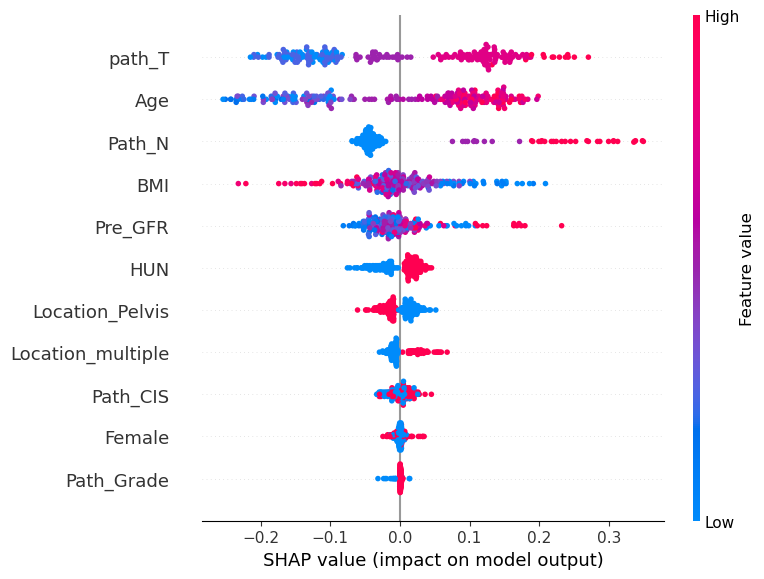 High
path_T
Age
Path_N
BMI
Pre_GFR
HUN
Location_Pelvis
Location_multiple
Path_CIS
Female
Path_Grade
Feature value
Low
−0.2 −0.1 0.0 0.1 0.2 0.3
SHAP value (impact on model output)